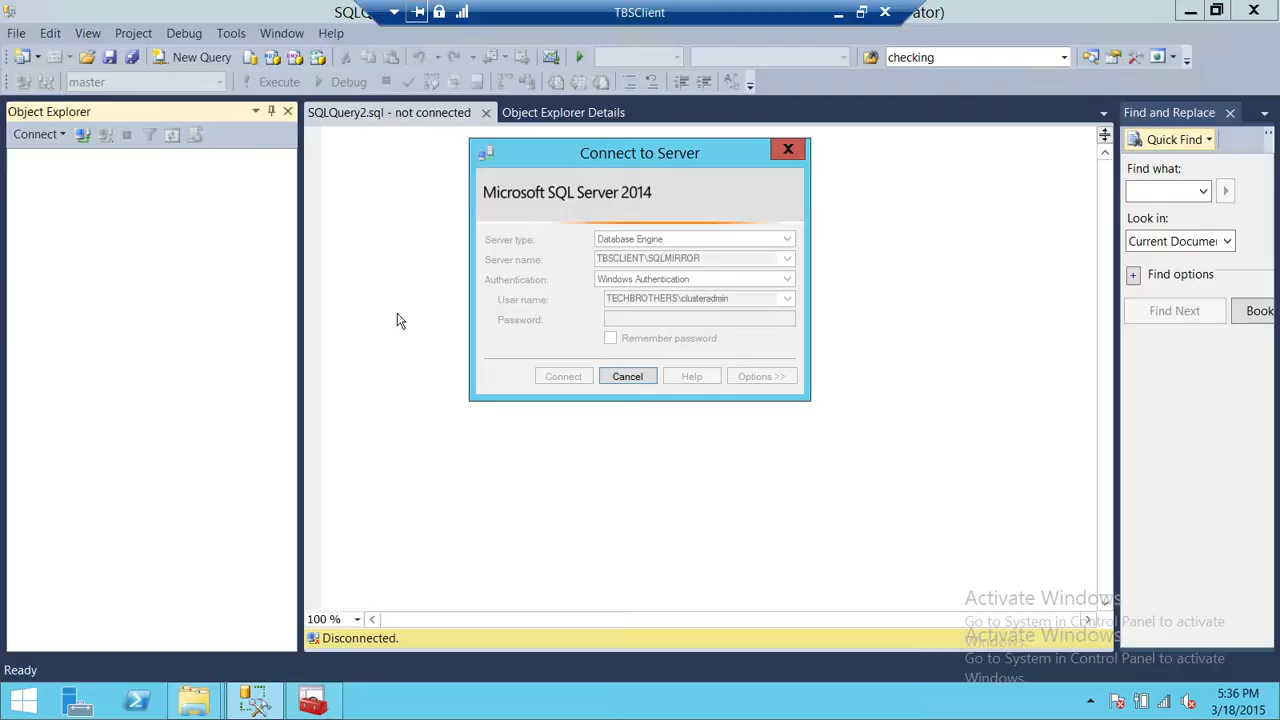 SQLQ
TBSClient
ator)
File Edit View Project Debug Tools Window Help
New Query
checking
master
Execute
Debug
Object Explorer
SQLQuery2.sql - not connected
Object Explorer Details
Find and Replace
Connect
Connect to Server
Quick Find
Microsoft SQL Server 2014
Find what:
Look in:
Current Documer
Find options
Find Next
Book
Server type:
Database Engine
Server name:
TBSCLIENT\SQLMIRROR
Authentication:
Windows Authentication
User name:
TECHBROTHERS\clusteradmin
Password:
Remember password
Connect
Cancel
Help
Options >>
100 %
Disconnected.
Activate Windows
Go to System in Control Panel to activate
Windows.
Activate Windows
Go to System in Control Panel to activate
Windows.
Ready
5:36 PM
3/18/2015